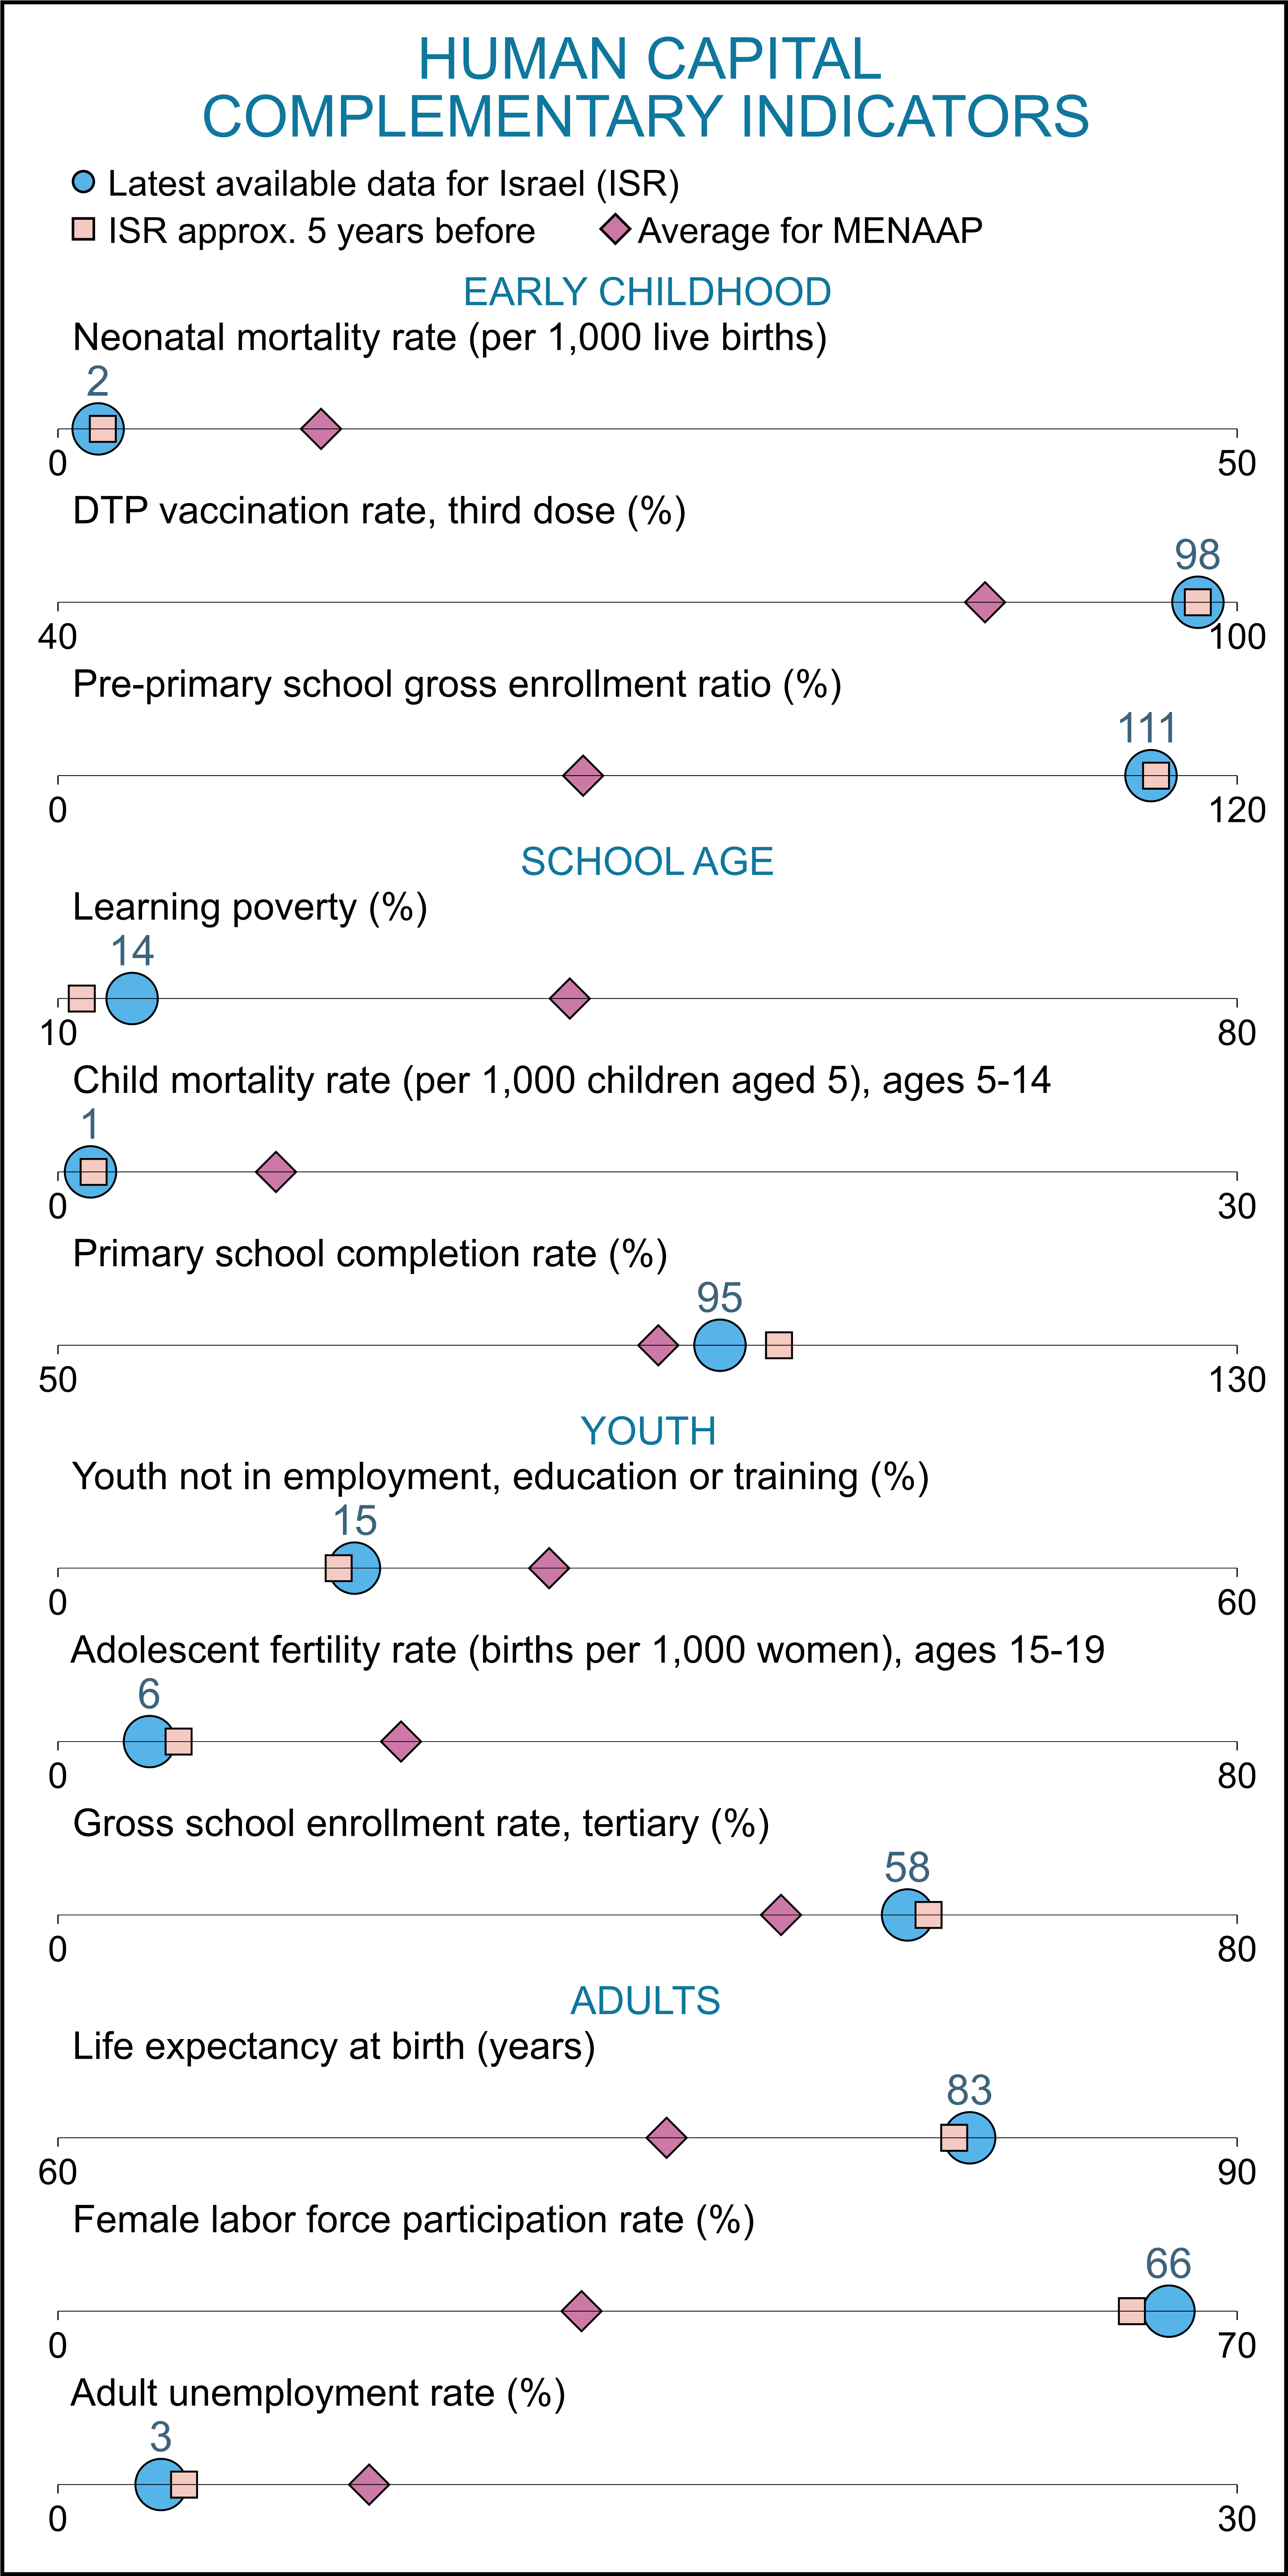 HUMAN CAPITAL
COMPLEMENTARY INDICATORS
Latest available data for Israel (ISR)
ISR approx. 5 years before
Average for MENAAP
EARLY CHILDHOOD
Neonatal mortality rate (per 1,000 live births)
2
0
50
DTP vaccination rate, third dose (%)
98
40
100
Pre-primary school gross enrollment ratio (%)
111
0
120
SCHOOL AGE
Learning poverty (%)
14
10
80
Child mortality rate (per 1,000 children aged 5), ages 5-14
1
0
30
Primary school completion rate (%)
95
50
130
YOUTH
Youth not in employment, education or training (%)
15
0
60
Adolescent fertility rate (births per 1,000 women), ages 15-19
6
0
80
Gross school enrollment rate, tertiary (%)
58
0
80
ADULTS
Life expectancy at birth (years)
83
60
90
Female labor force participation rate (%)
66
0
70
Adult unemployment rate (%)
3
0
30